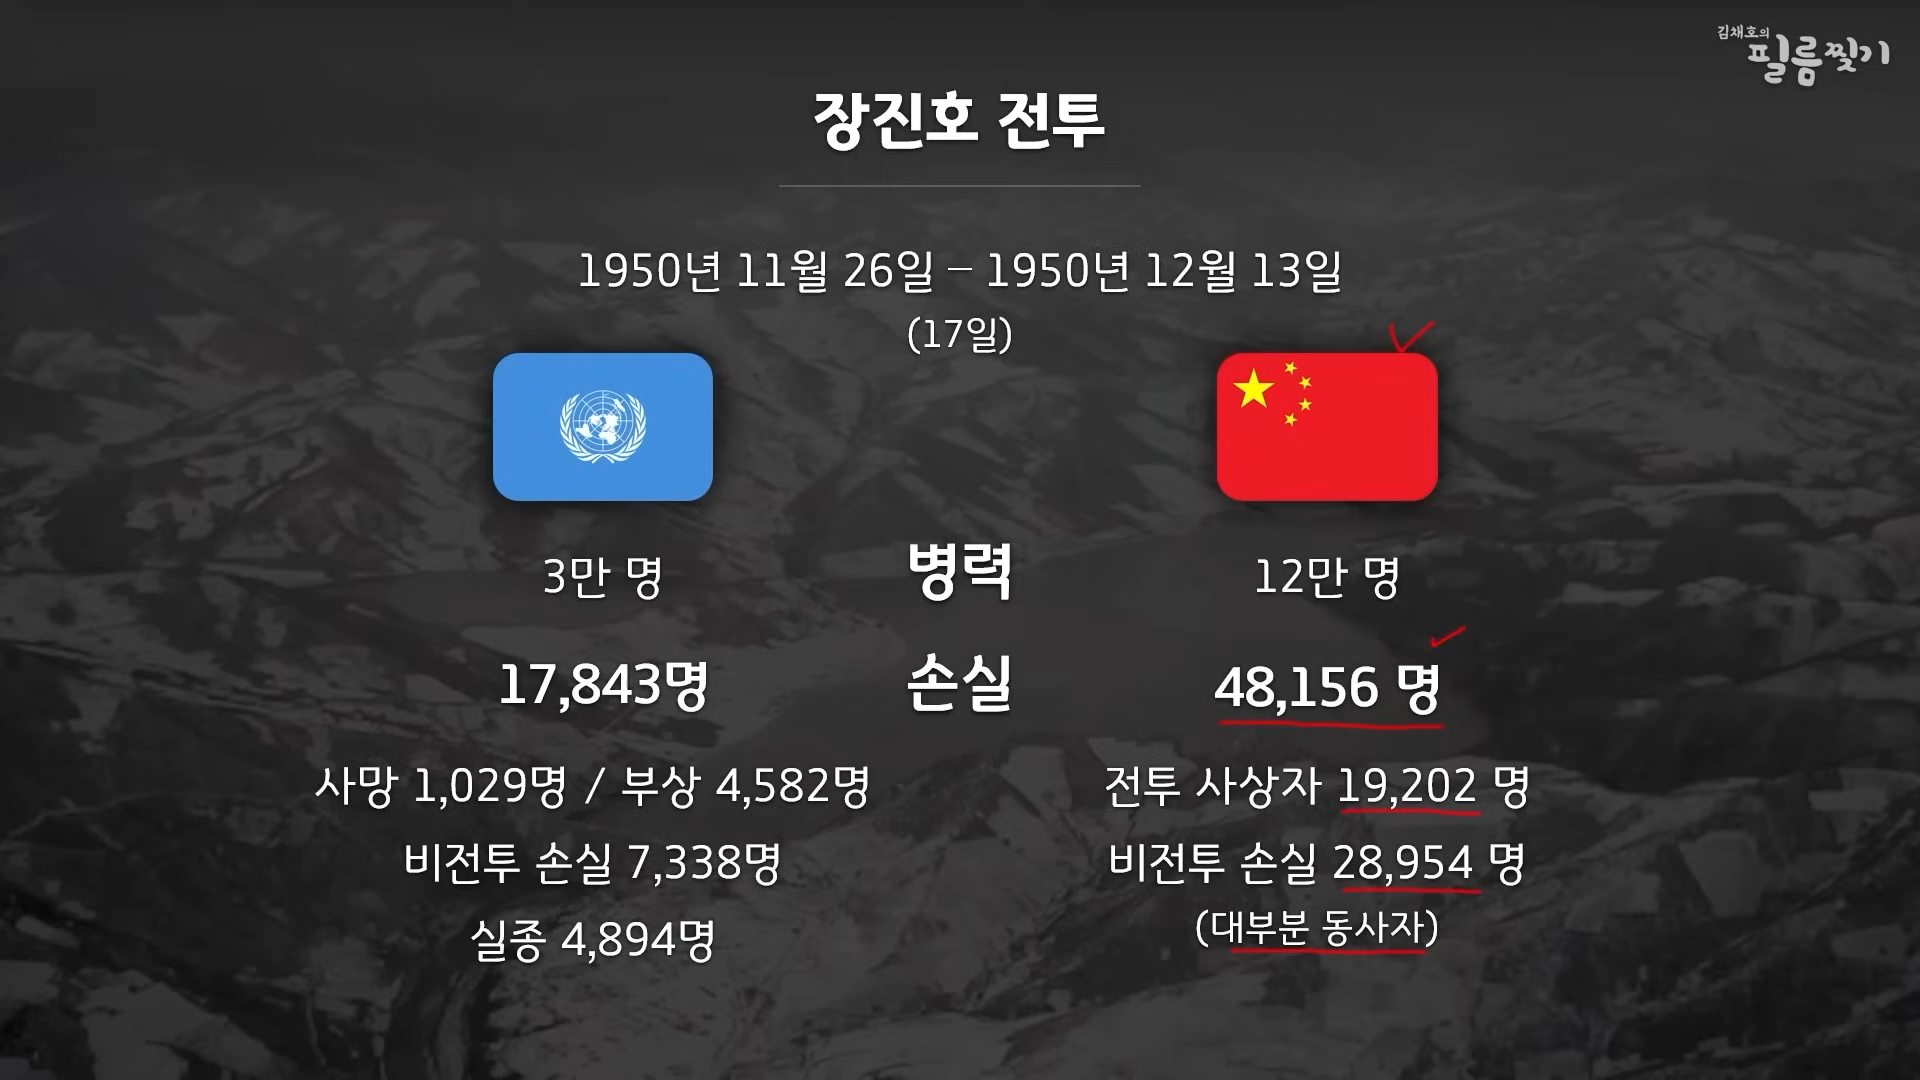 김채호의
필름찢기
장진호 전투
1950년 11월 26일 – 1950년 12월 13일
(17일)
3만 명
병력
12만 명
17,843명
손실
48,156 명
사망 1,029명 / 부상 4,582명
비전투 손실 7,338명
실종 4,894명
전투 사상자 19,202 명
비전투 손실 28,954 명
(대부분 동사자)